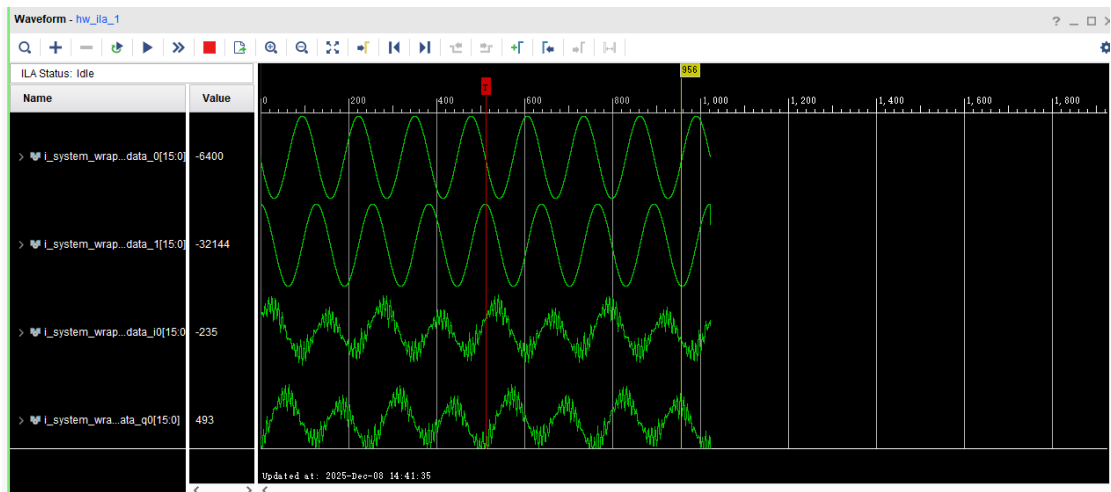 Waveform - hw_ila_1
? _ □ ×
ILA Status: Idle
956
T
Name Value
0 200 400 600 800 1,000 1,200 1,400 1,600 1,800
> i_system_wrap...data_0[15:0] -6400
> i_system_wrap...data_1[15:0] -32144
> i_system_wrap...data_i0[15:0 -235
> i_system_wra...ata_q0[15:0] 493
Updated at: 2025-Dec-08 14:41:35